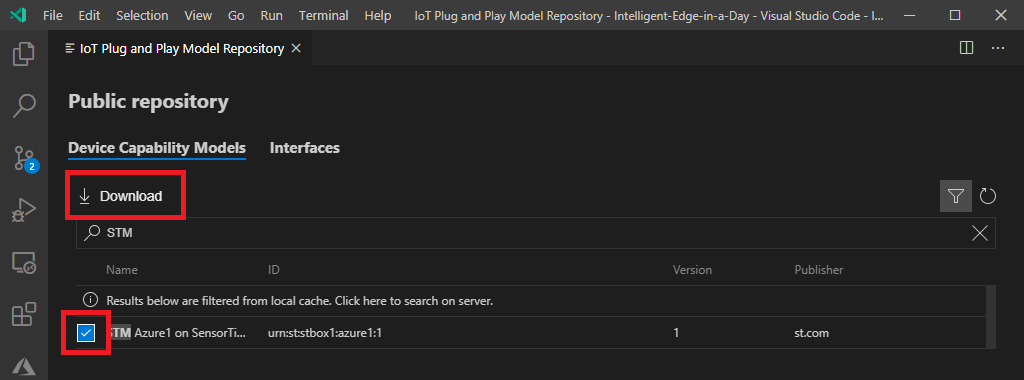 File Edit Selection View Go Run Terminal Help IoT Plug and Play Model Repository - Intelligent-Edge-in-a-Day - Visual Studio Code - I...
IoT Plug and Play Model Repository
Public repository
Device Capability Models Interfaces
2
Download
STM
Name ID Version Publisher
Results below are filtered from local cache. Click here to search on server.
STM Azure1 on SensorTi... urn:st:stbox1:azure1:1 1 st.com